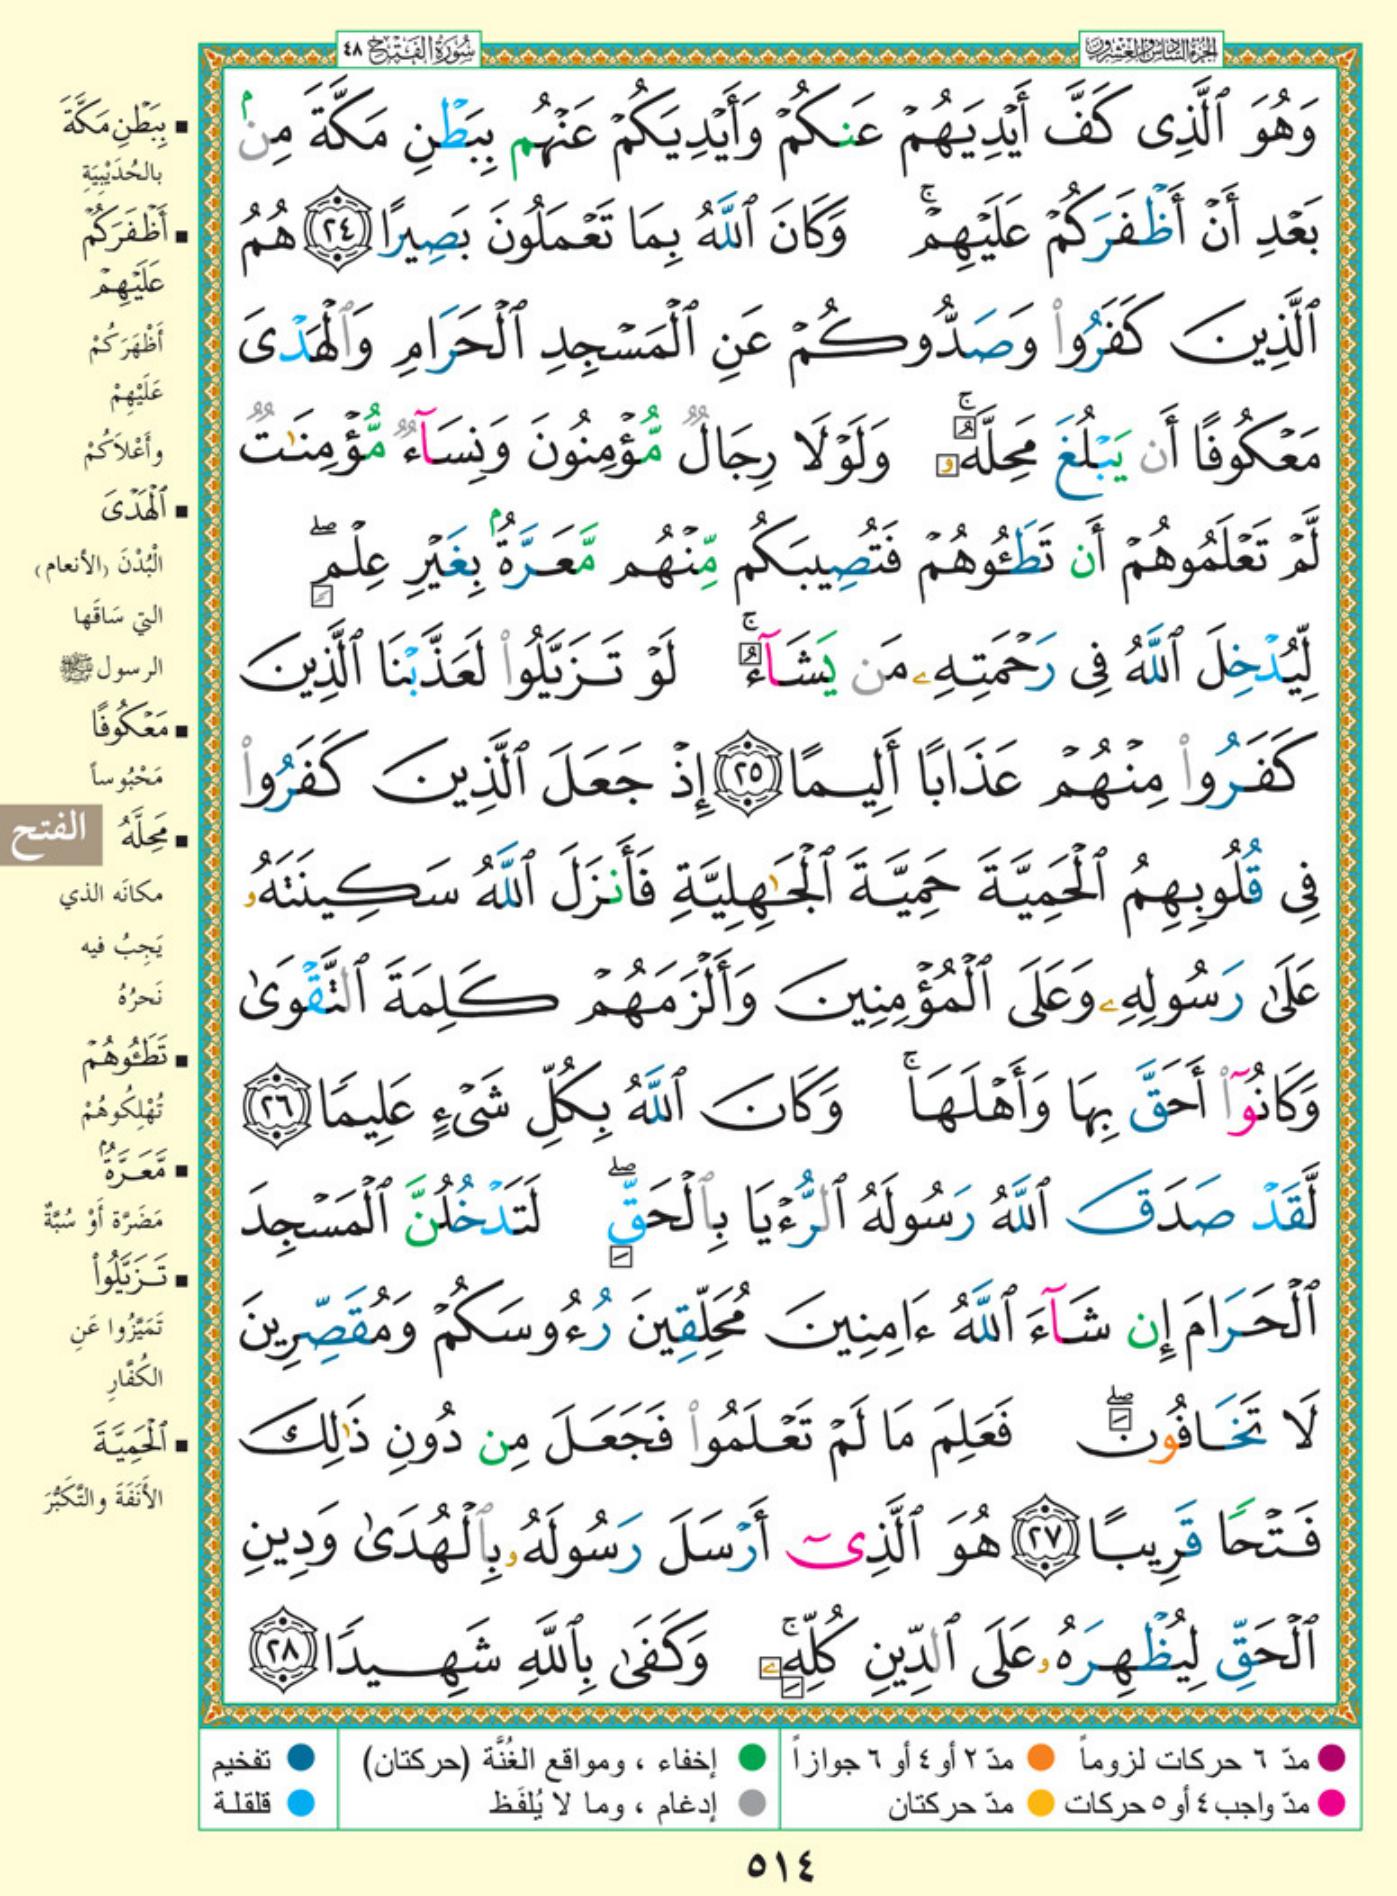 الجزء السادس والعشرون
سُورَةُ الفَتْح ٤٨
وَهُوَ ٱلَّذِى كَفَّ أَيْدِيَهُمْ عَنكُمْ وَأَيْدِيَكُمْ عَنْهُم بِبَطْنِ مَكَّةَ مِنۢ
بَعْدِ أَنْ أَظْفَرَكُمْ عَلَيْهِمْ ۚ وَكَانَ ٱللَّهُ بِمَا تَعْمَلُونَ بَصِيرًا ٢٤ هُمُ
ٱلَّذِينَ كَفَرُوا۟ وَصَدُّوكُمْ عَنِ ٱلْمَسْجِدِ ٱلْحَرَامِ وَٱلْهَدْىَ
مَعْكُوفًا أَن يَبْلُغَ مَحِلَّهُۥ ۚ وَلَوْلَا رِجَالٌ مُّؤْمِنُونَ وَنِسَآءٌ مُّؤْمِنَـٰتٌ
لَّمْ تَعْلَمُوهُمْ أَن تَطَـُٔوهُمْ فَتُصِيبَكُم مِّنْهُم مَّعَرَّةٌۢ بِغَيْرِ عِلْمٍ ۖ
لِّيُدْخِلَ ٱللَّهُ فِى رَحْمَتِهِۦ مَن يَشَآءُ ۚ لَوْ تَزَيَّلُوا۟ لَعَذَّبْنَا ٱلَّذِينَ
كَفَرُوا۟ مِنْهُمْ عَذَابًا أَلِيمًا ٢٥ إِذْ جَعَلَ ٱلَّذِينَ كَفَرُوا۟
فِى قُلُوبِهِمُ ٱلْحَمِيَّةَ حَمِيَّةَ ٱلْجَـٰهِلِيَّةِ فَأَنزَلَ ٱللَّهُ سَكِينَتَهُۥ
عَلَىٰ رَسُولِهِۦ وَعَلَى ٱلْمُؤْمِنِينَ وَأَلْزَمَهُمْ كَلِمَةَ ٱلتَّقْوَىٰ
وَكَانُوٓا۟ أَحَقَّ بِهَا وَأَهْلَهَا ۚ وَكَانَ ٱللَّهُ بِكُلِّ شَىْءٍ عَلِيمًا ٢٦
لَّقَدْ صَدَقَ ٱللَّهُ رَسُولَهُ ٱلرُّءْيَا بِٱلْحَقِّ ۖ لَتَدْخُلُنَّ ٱلْمَسْجِدَ
ٱلْحَرَامَ إِن شَآءَ ٱللَّهُ ءَامِنِينَ مُحَلِّقِينَ رُءُوسَكُمْ وَمُقَصِّرِينَ
لَا تَخَافُونَ ۖ فَعَلِمَ مَا لَمْ تَعْلَمُوا۟ فَجَعَلَ مِن دُونِ ذَٰلِكَ
فَتْحًا قَرِيبًا ٢٧ هُوَ ٱلَّذِىٓ أَرْسَلَ رَسُولَهُۥ بِٱلْهُدَىٰ وَدِينِ
ٱلْحَقِّ لِيُظْهِرَهُۥ عَلَى ٱلدِّينِ كُلِّهِۦ ۚ وَكَفَىٰ بِٱللَّهِ شَهِيدًا ٢٨
■ بِبَطْنِ مَكَّةَ
بالحُدَيْبِيَةِ
■ أَظْفَرَكُمْ
عَلَيْهِمْ
أَظْهَرَكُمْ
عَلَيْهِمْ
وأَعْلاَكُمْ
■ ٱلْهَدْىَ
الْبُدْنَ (الأنعام)
التي سَاقَها
الرسول ﷺ
■ مَعْكُوفًا
مَحْبُوساً
■ مَحِلَّهُ
مكانَه الذي
يَجِبُ فيه
نَحرُهُ
■ تَطَـُٔوهُمْ
تُهْلِكُوهُمْ
■ مَّعَرَّةٌۢ
مَضَرَّة أَوْ سُبَّةٌ
■ تَزَيَّلُوا۟
تَمَيَّزُوا عَنِ
الكُفَّارِ
■ ٱلْحَمِيَّةَ
الأَنَفَةَ والتَّكَبُّرَ
الفتح
مدّ ٦ حركات لزوماً
مدّ ٢ أو ٤ أو ٦ جوازاً
مدّ واجب ٤ أو ٥ حركات
مدّ حركتان
إخفاء ، ومواقع الغُنَّة (حركتان)
إدغام ، وما لا يُلفَظ
تفخيم
قلقلة
٥١٤